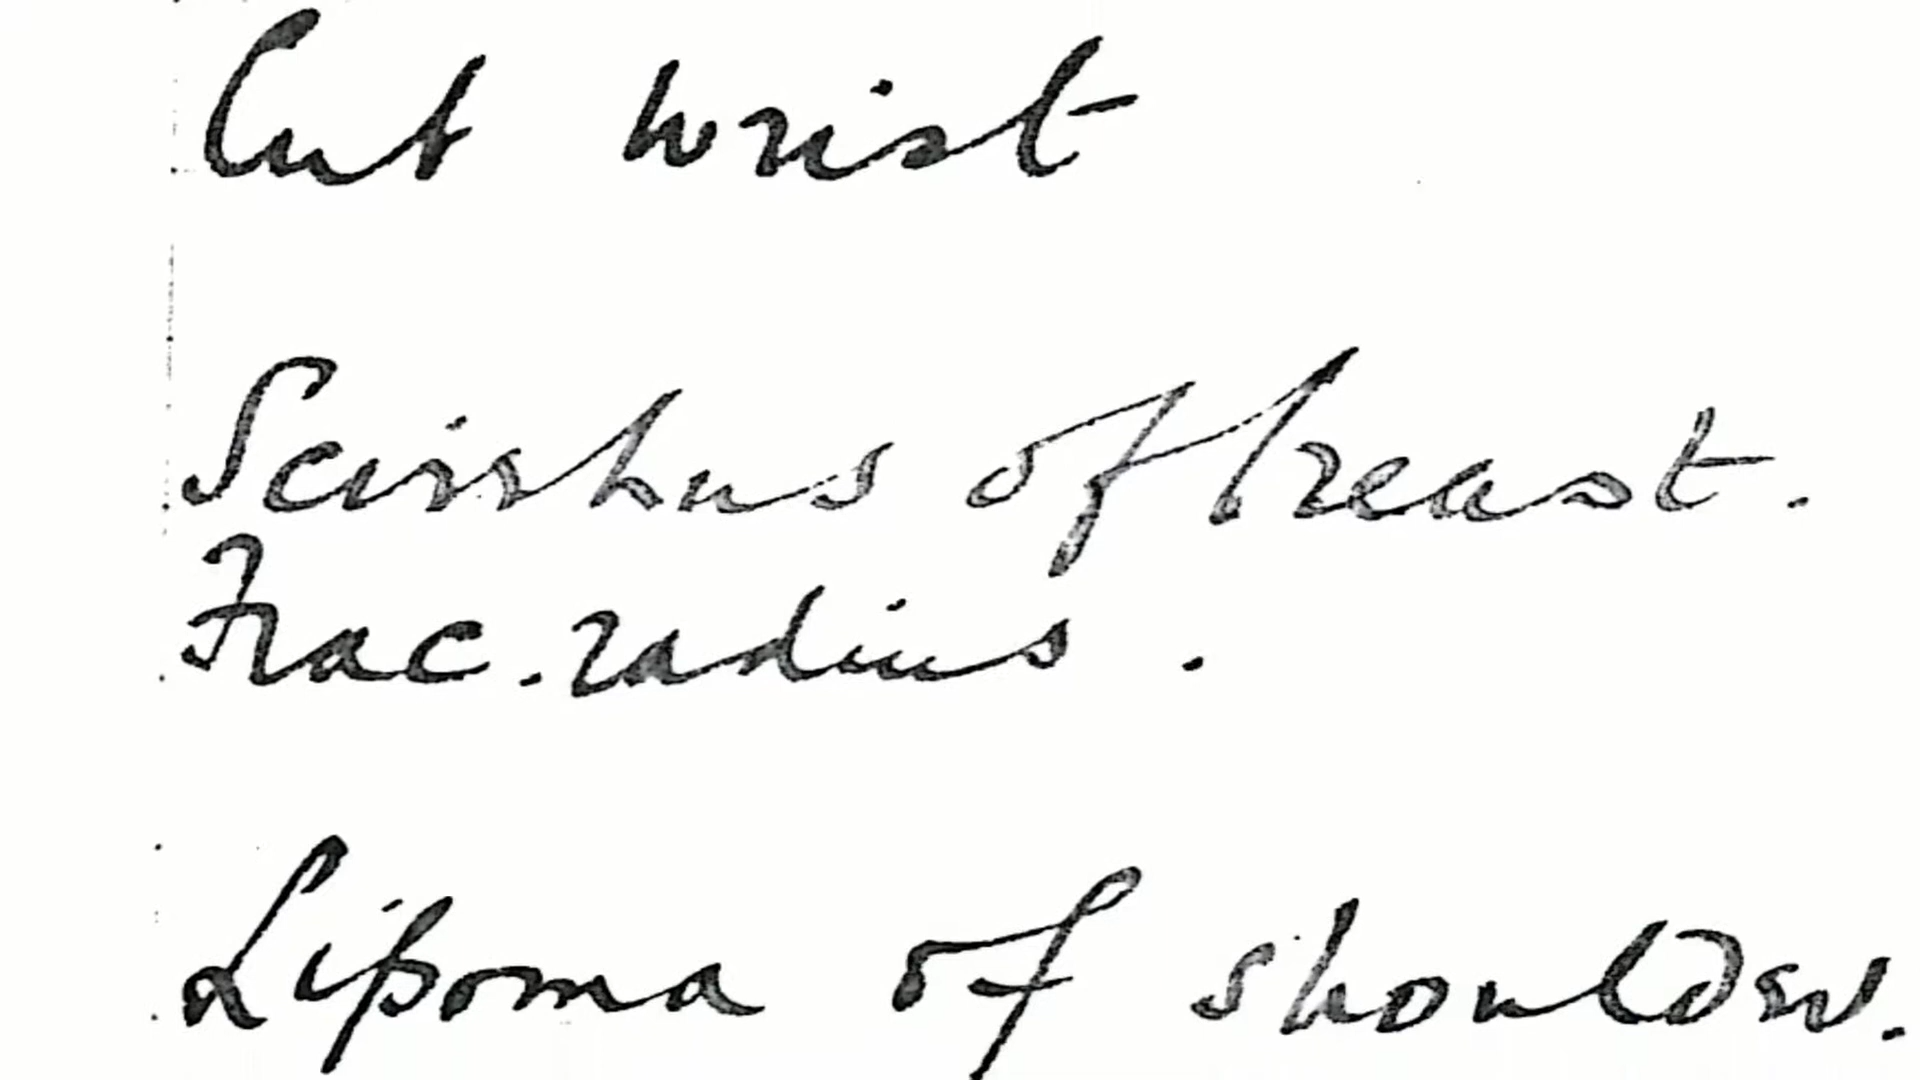 Cut wrist
Scirrhus of breast.
Frac. radius.
Lipoma of shoulder.